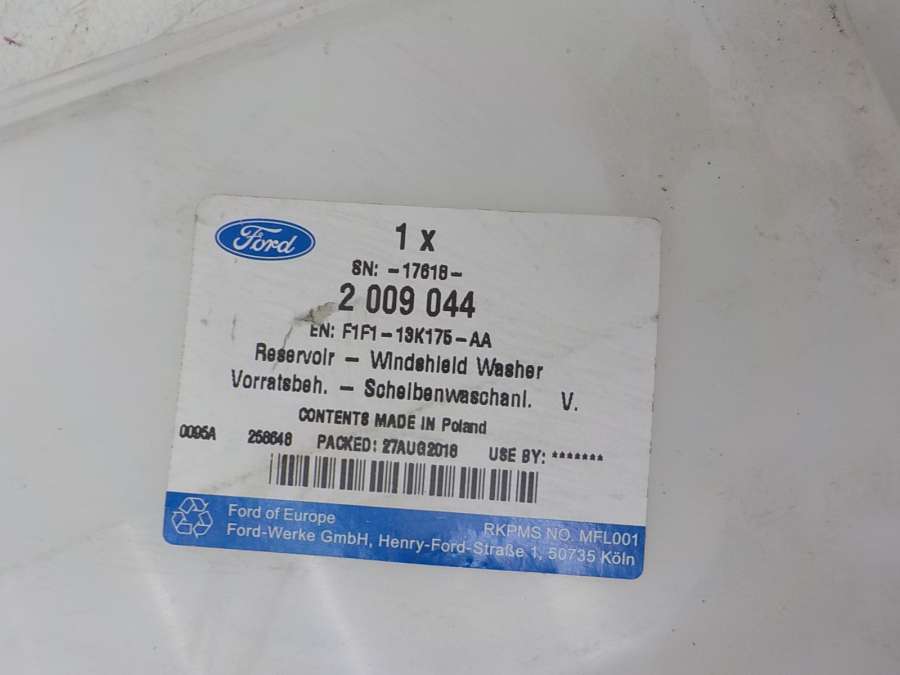 Ford
1 X
SN: -17618-
2 009 044
EN: F1F1-13K175-AA
Reservoir - Windshield Washer
Vorratsbeh. - Scheibenwaschanl. V.
CONTENTS MADE IN Poland
0095A 258648 PACKED: 27AUG2018 USE BY: *******
Ford of Europe RKPMS NO. MFL001
Ford-Werke GmbH, Henry-Ford-Straße 1, 50735 Köln